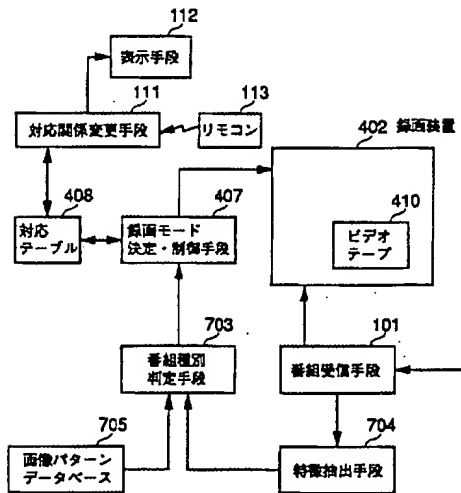 112
表示手段
111
対応関係変更手段
113
リモコン
402 録画装置
408
対応
テーブル
407
録画モード
決定・制御手段
410
ビデオ
テープ
703
番組種別
判定手段
101
番組受信手段
705
画像パターン
データベース
704
特徴抽出手段